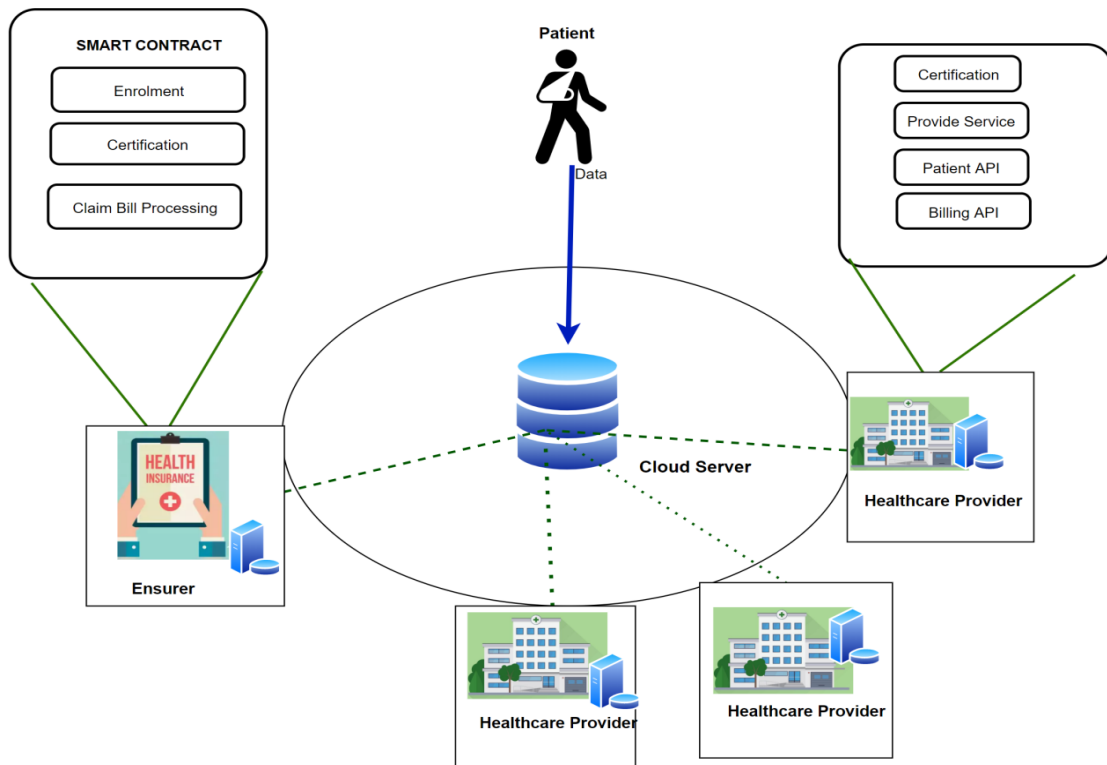 SMART CONTRACT
Enrolment
Certification
Claim Bill Processing
Patient
Data
Certification
Provide Service
Patient API
Billing API
Cloud Server
HEALTH
INSURANCE
Ensurer
Healthcare Provider
Healthcare Provider
Healthcare Provider